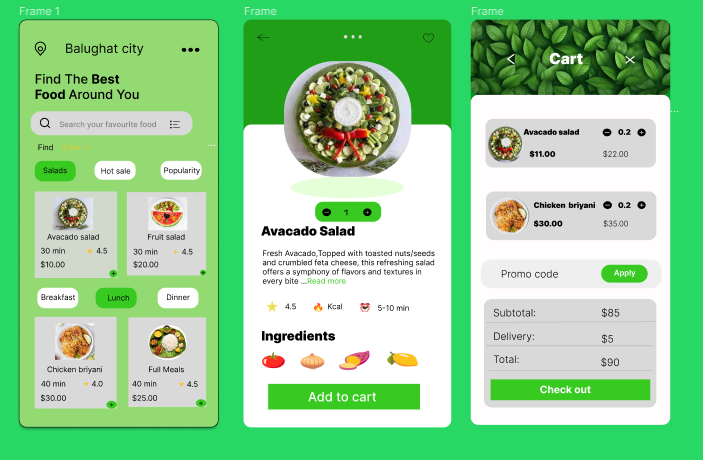 Frame 1
Balughat city
Find The Best
Food Around You
Search your favourite food
Find
Salads
Hot sale
Popularity
Avacado salad
30 min
4.5
$10.00
Fruit salad
30 min
4.5
$20.00
Breakfast
Lunch
Dinner
Chicken briyani
40 min
4.0
$30.00
Full Meals
40 min
4.5
$25.00
Frame
1
Avacado Salad
Fresh Avacado,Topped with toasted nuts/seeds
and crumbled feta cheese, this refreshing salad
offers a symphony of flavors and textures in
every bite ...Read more
4.5
Kcal
5-10 min
Ingredients
Add to cart
Frame
Cart
Avacado salad
0.2
$11.00
$22.00
Chicken briyani
0.2
$30.00
$35.00
Promo code
Apply
Subtotal:
$85
Delivery:
$5
Total:
$90
Check out